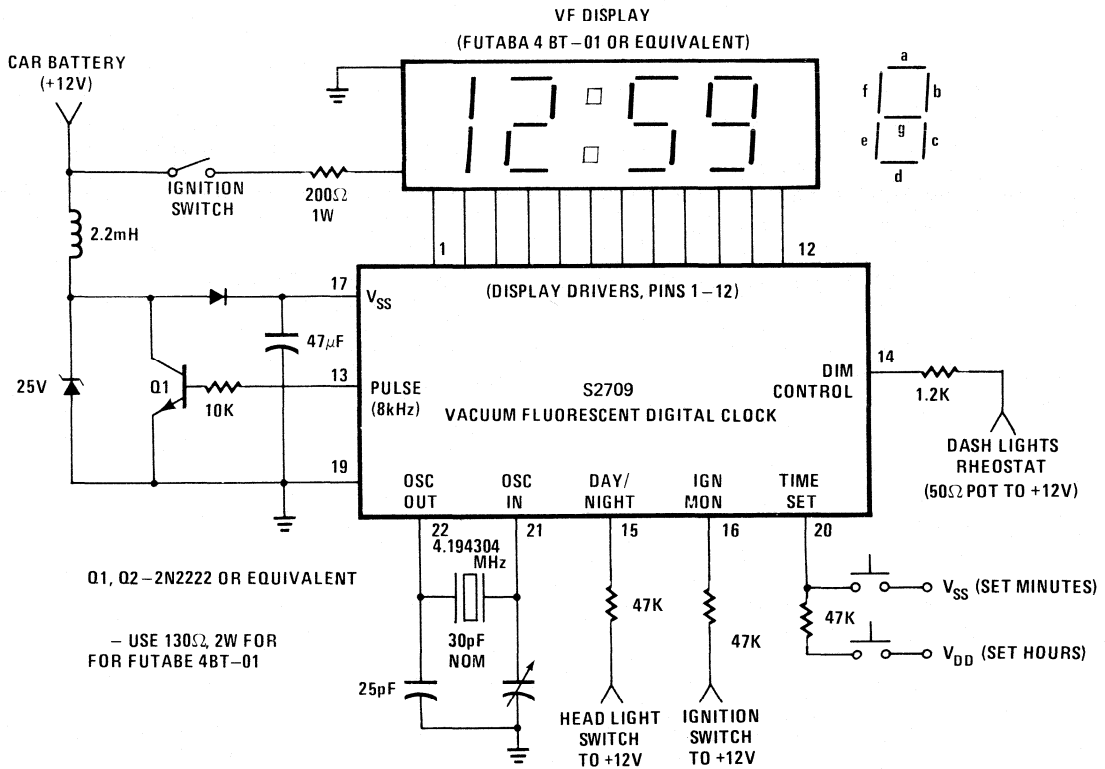 VF DISPLAY
(FUTABA 4 BT–01 OR EQUIVALENT)
CAR BATTERY
(+12V)
12:59
a
f
b
g
e
c
d
IGNITION
SWITCH
200Ω
1W
2.2mH
1
12
17
VSS
(DISPLAY DRIVERS, PINS 1–12)
47µF
25V
Q1
10K
13
PULSE
(8kHz)
S2709
VACUUM FLUORESCENT DIGITAL CLOCK
DIM
CONTROL
14
1.2K
DASH LIGHTS
RHEOSTAT
(50Ω POT TO +12V)
19
OSC
OUT
OSC
IN
DAY/
NIGHT
IGN
MON
TIME
SET
22
21
15
16
20
4.194304
MHz
Q1, Q2–2N2222 OR EQUIVALENT
– USE 130Ω, 2W FOR
FOR FUTABE 4BT–01
30pF
NOM
25pF
47K
47K
47K
VSS (SET MINUTES)
VDD (SET HOURS)
HEAD LIGHT
SWITCH
TO +12V
IGNITION
SWITCH
TO +12V